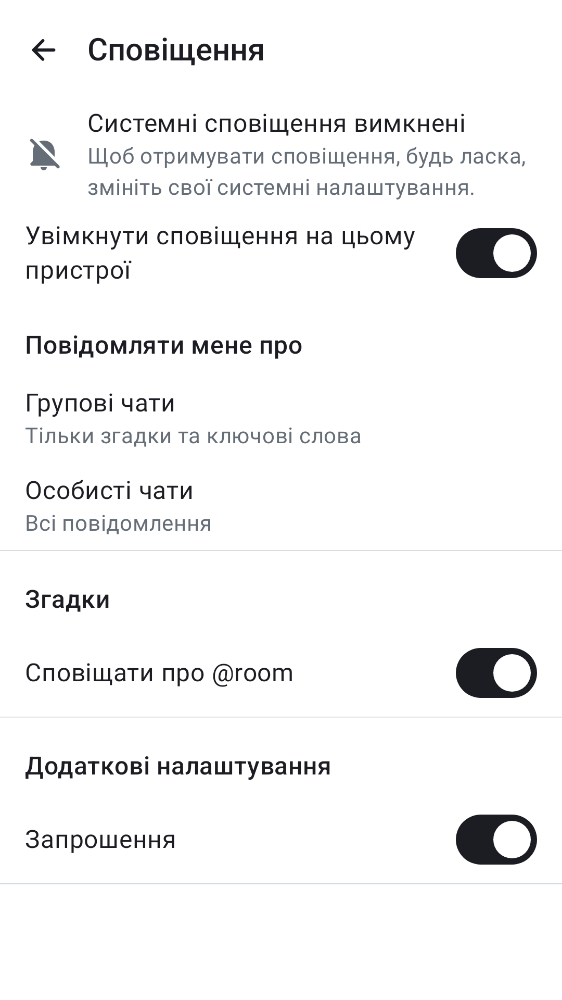 Сповіщення
Системні сповіщення вимкнені
Щоб отримувати сповіщення, будь ласка,
змініть свої системні налаштування.
Увімкнути сповіщення на цьому
пристрої
Повідомляти мене про
Групові чати
Тільки згадки та ключові слова
Особисті чати
Всі повідомлення
Згадки
Сповіщати про @room
Додаткові налаштування
Запрошення